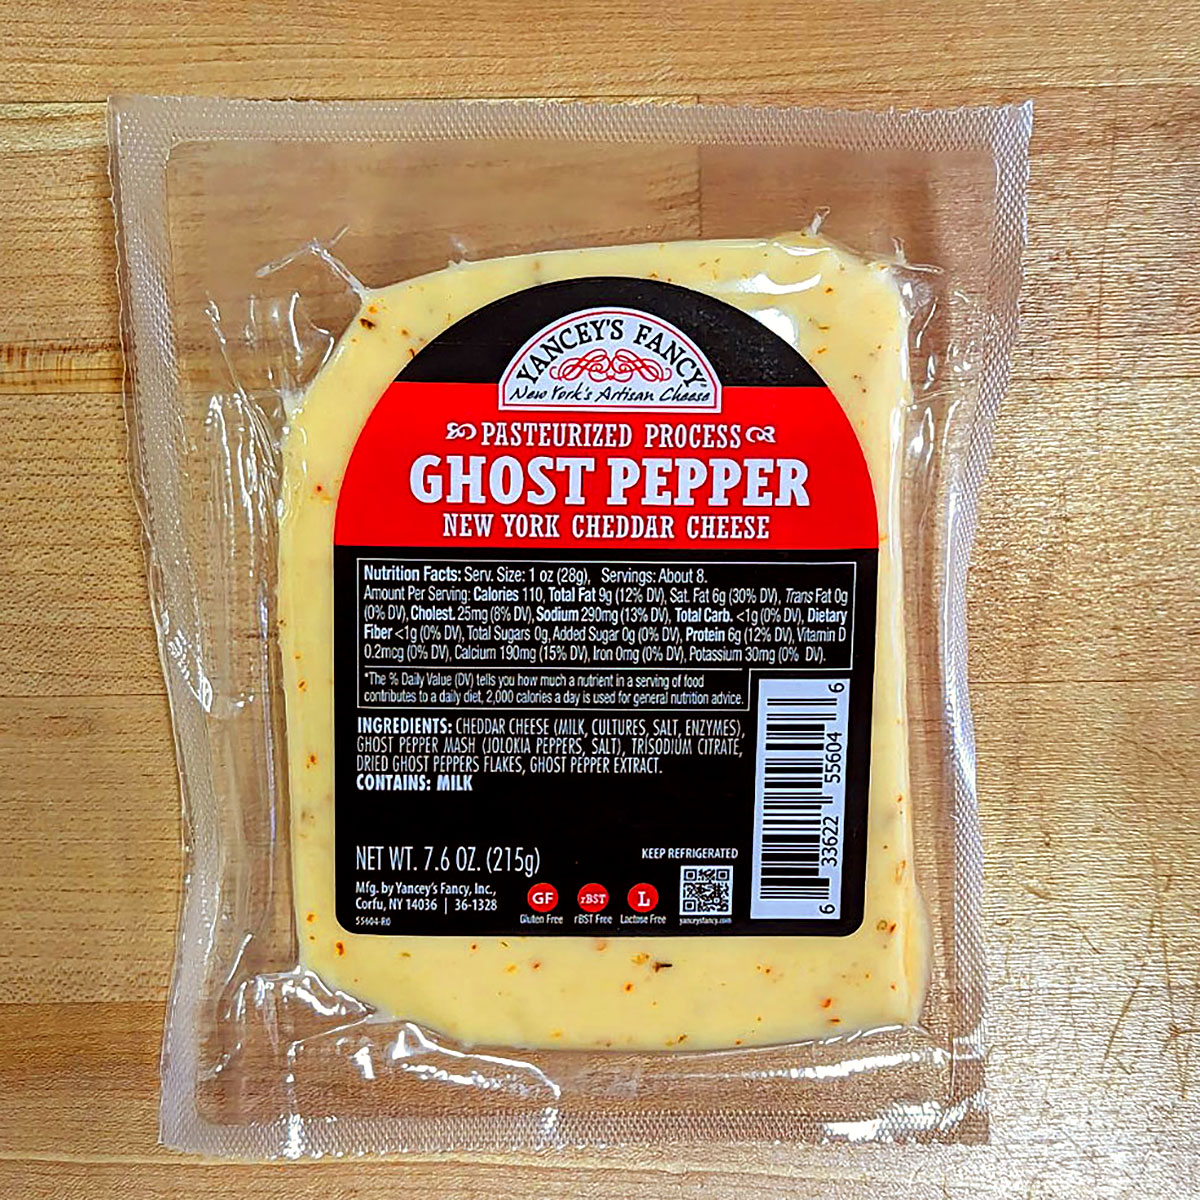 YANCEY'S FANCY
New York's Artisan Cheese
PASTEURIZED PROCESS
GHOST PEPPER
NEW YORK CHEDDAR CHEESE
Nutrition Facts: Serv. Size: 1 oz (28g), Servings: About 8.
Amount Per Serving: Calories 110, Total Fat 9g (12% DV), Sat. Fat 6g (30% DV), Trans Fat 0g
(0% DV), Cholest. 25mg (8% DV), Sodium 290mg (13% DV), Total Carb. <1g (0% DV), Dietary
Fiber <1g (0% DV), Total Sugars 0g, Added Sugar 0g (0% DV), Protein 6g (12% DV), Vitamin D
0.2mcg (0% DV), Calcium 190mg (15% DV), Iron 0mg (0% DV), Potassium 30mg (0% DV).
*The % Daily Value (DV) tells you how much a nutrient in a serving of food
contributes to a daily diet, 2,000 calories a day is used for general nutrition advice.
INGREDIENTS: CHEDDAR CHEESE (MILK, CULTURES, SALT, ENZYMES),
GHOST PEPPER MASH (JOLOKIA PEPPERS, SALT), TRISODIUM CITRATE,
DRIED GHOST PEPPERS FLAKES, GHOST PEPPER EXTRACT.
CONTAINS: MILK
NET WT. 7.6 OZ. (215g)
Mfg. by Yancey's Fancy, Inc.,
Corfu, NY 14036 | 36-1328
55604-R0
GF
Gluten Free
rBST
rBST Free
L
Lactose Free
KEEP REFRIGERATED
yanceysfancy.com
6 33622 55604 6